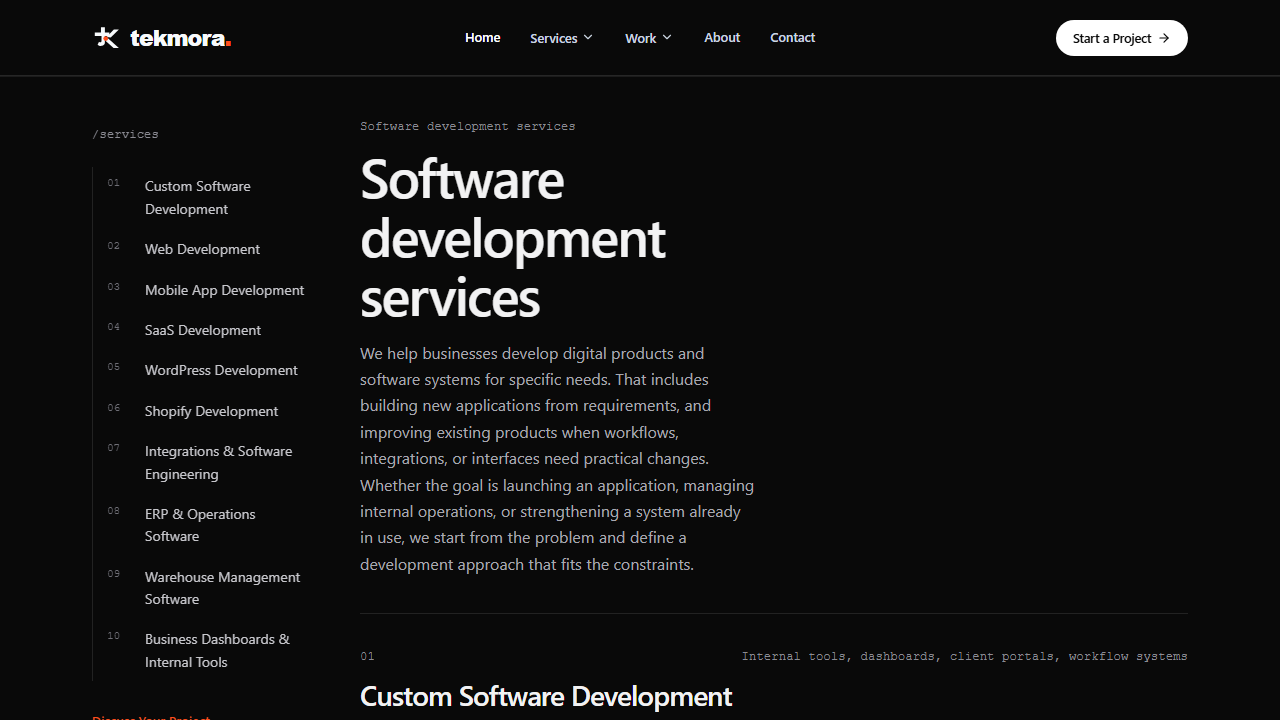 tekmora.
Home
Services
Work
About
Contact
Start a Project
/services
01
Custom Software
Development
02
Web Development
03
Mobile App Development
04
SaaS Development
05
WordPress Development
06
Shopify Development
07
Integrations & Software
Engineering
08
ERP & Operations
Software
09
Warehouse Management
Software
10
Business Dashboards &
Internal Tools
Discover Your Project
Software development services
Software
development
services
We help businesses develop digital products and
software systems for specific needs. That includes
building new applications from requirements, and
improving existing products when workflows,
integrations, or interfaces need practical changes.
Whether the goal is launching an application, managing
internal operations, or strengthening a system already
in use, we start from the problem and define a
development approach that fits the constraints.
01
Internal tools, dashboards, client portals, workflow systems
Custom Software Development